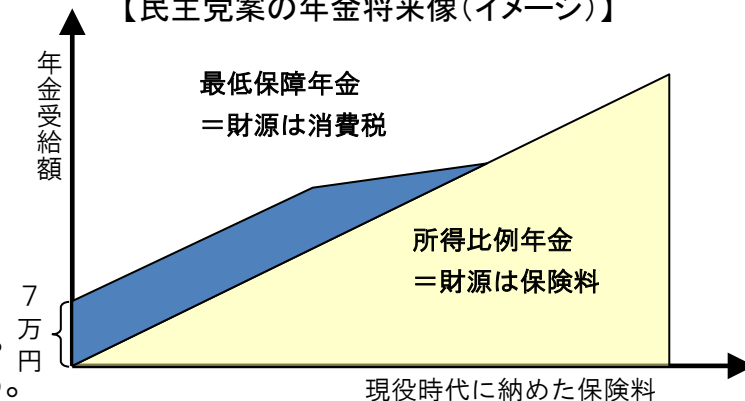 【民主党案の年金将来像（イメージ）】
年金受給額
最低保障年金
＝財源は消費税
所得比例年金
＝財源は保険料
７万円
現役時代に納めた保険料